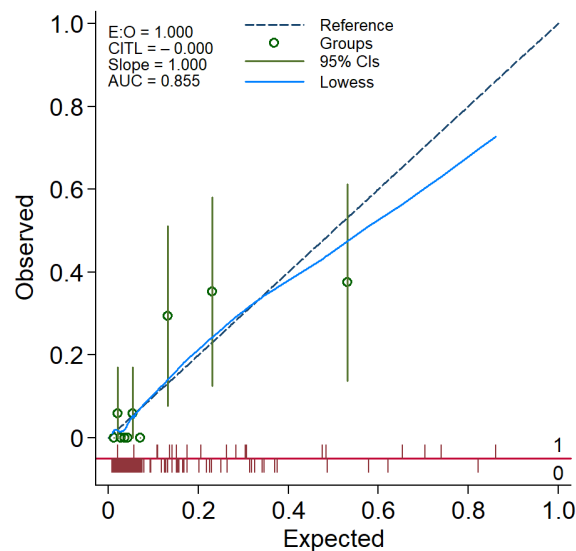 E:O = 1.000
CITL = – 0.000
Slope = 1.000
AUC = 0.855
Reference
Groups
95% CIs
Lowess
Observed
1.0
0.8
0.6
0.4
0.2
0
1
0
0 0.2 0.4 0.6 0.8 1.0
Expected